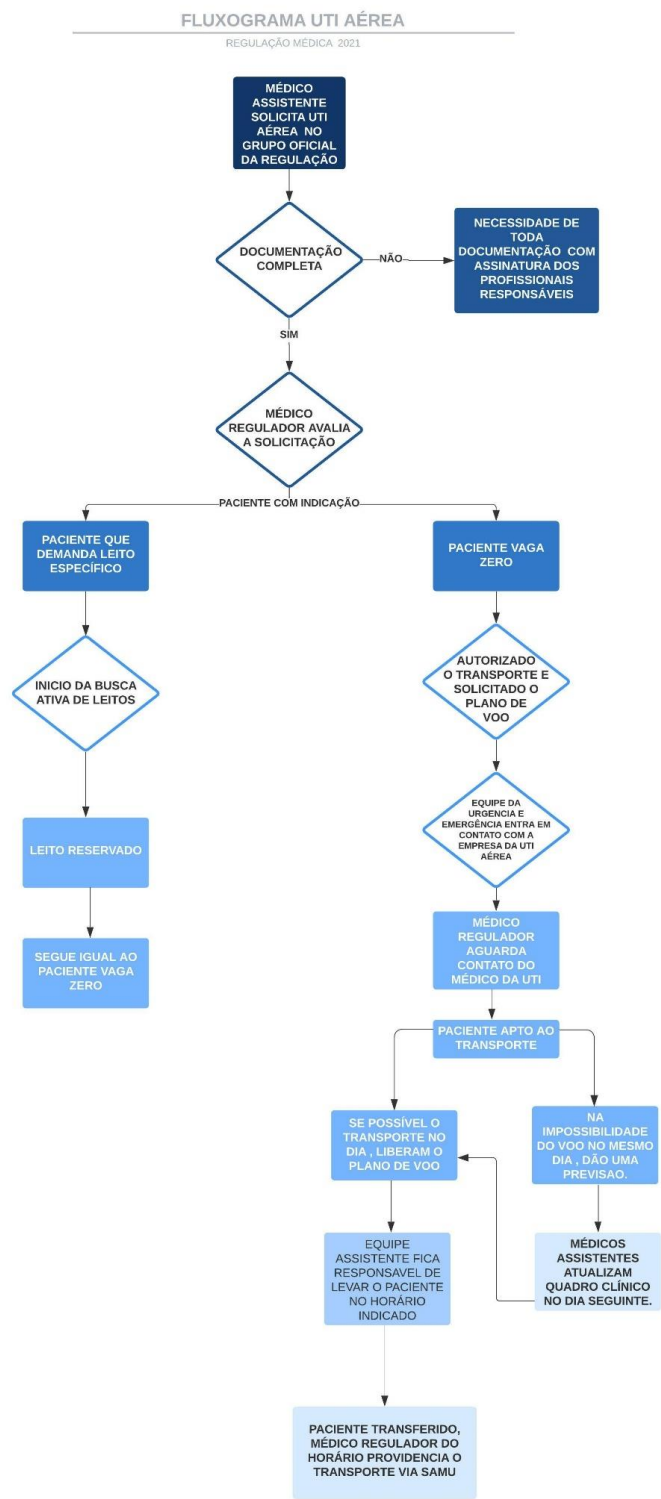 FLUXOGRAMA UTI AÉREA
REGULAÇÃO MÉDICA 2021
MÉDICO
ASSISTENTE
SOLICITA UTI
AÉREA NO
GRUPO OFICIAL
DA REGULAÇÃO
DOCUMENTAÇÃO
COMPLETA
NÃO
NECESSIDADE DE
TODA
DOCUMENTAÇÃO COM
ASSINATURA DOS
PROFISSIONAIS
RESPONSÁVEIS
SIM
MÉDICO
REGULADOR AVALIA
A SOLICITAÇÃO
PACIENTE COM INDICAÇÃO
PACIENTE QUE
DEMANDA LEITO
ESPECÍFICO
INICIO DA BUSCA
ATIVA DE LEITOS
LEITO RESERVADO
SEGUE IGUAL AO
PACIENTE VAGA
ZERO
PACIENTE VAGA
ZERO
AUTORIZADO
O TRANSPORTE E
SOLICITADO O
PLANO DE
VOO
EQUIPE DA
URGENCIA E
EMERGÊNCIA ENTRA EM
CONTATO COM A
EMPRESA DA UTI
AÉREA
MÉDICO
REGULADOR
AGUARDA
CONTATO DO
MÉDICO DA UTI
PACIENTE APTO AO
TRANSPORTE
SE POSSÍVEL O
TRANSPORTE NO
DIA , LIBERAM O
PLANO DE VOO
NA
IMPOSSIBILIDADE
DO VOO NO MESMO
DIA , DÃO UMA
PREVISAO.
MÉDICOS
ASSISTENTES
ATUALIZAM
QUADRO CLÍNICO
NO DIA SEGUINTE.
EQUIPE
ASSISTENTE FICA
RESPONSAVEL DE
LEVAR O PACIENTE
NO HORÁRIO
INDICADO
PACIENTE TRANSFERIDO,
MÉDICO REGULADOR DO
HORÁRIO PROVIDENCIA O
TRANSPORTE VIA SAMU